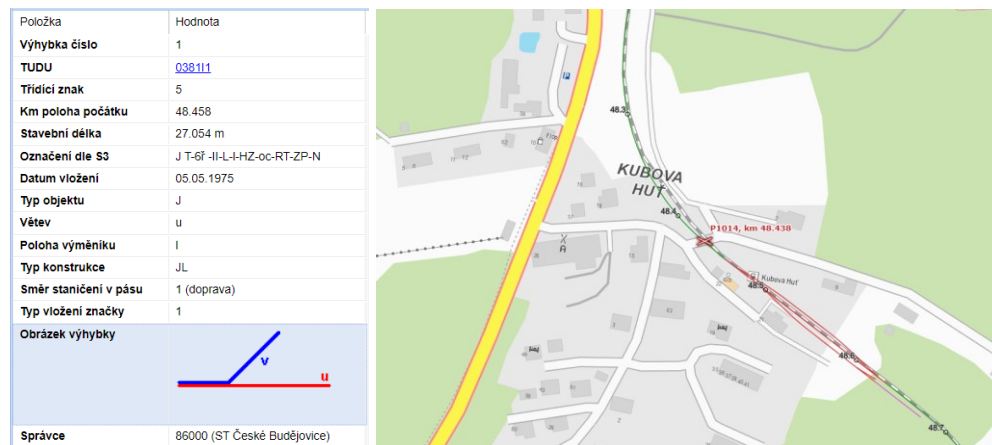 Položka Hodnota
Výhybka číslo 1
TUDU 0381I1
Třídící znak 5
Km poloha počátku 48.458
Stavební délka 27.054 m
Označení dle S3 J T-6ř -II-L-I-HZ-oc-RT-ZP-N
Datum vložení 05.05.1975
Typ objektu J
Větev u
Poloha výměníku l
Typ konstrukce JL
Směr staničení v pásu 1 (doprava)
Typ vložení značky 1
Obrázek výhybky
v
u
Správce 86000 (ST České Budějovice)
P
48.3
KUBOVA
HUŤ
48.4
P1014, km 48.438
Kubova Huť
48.5
48.6
48.7